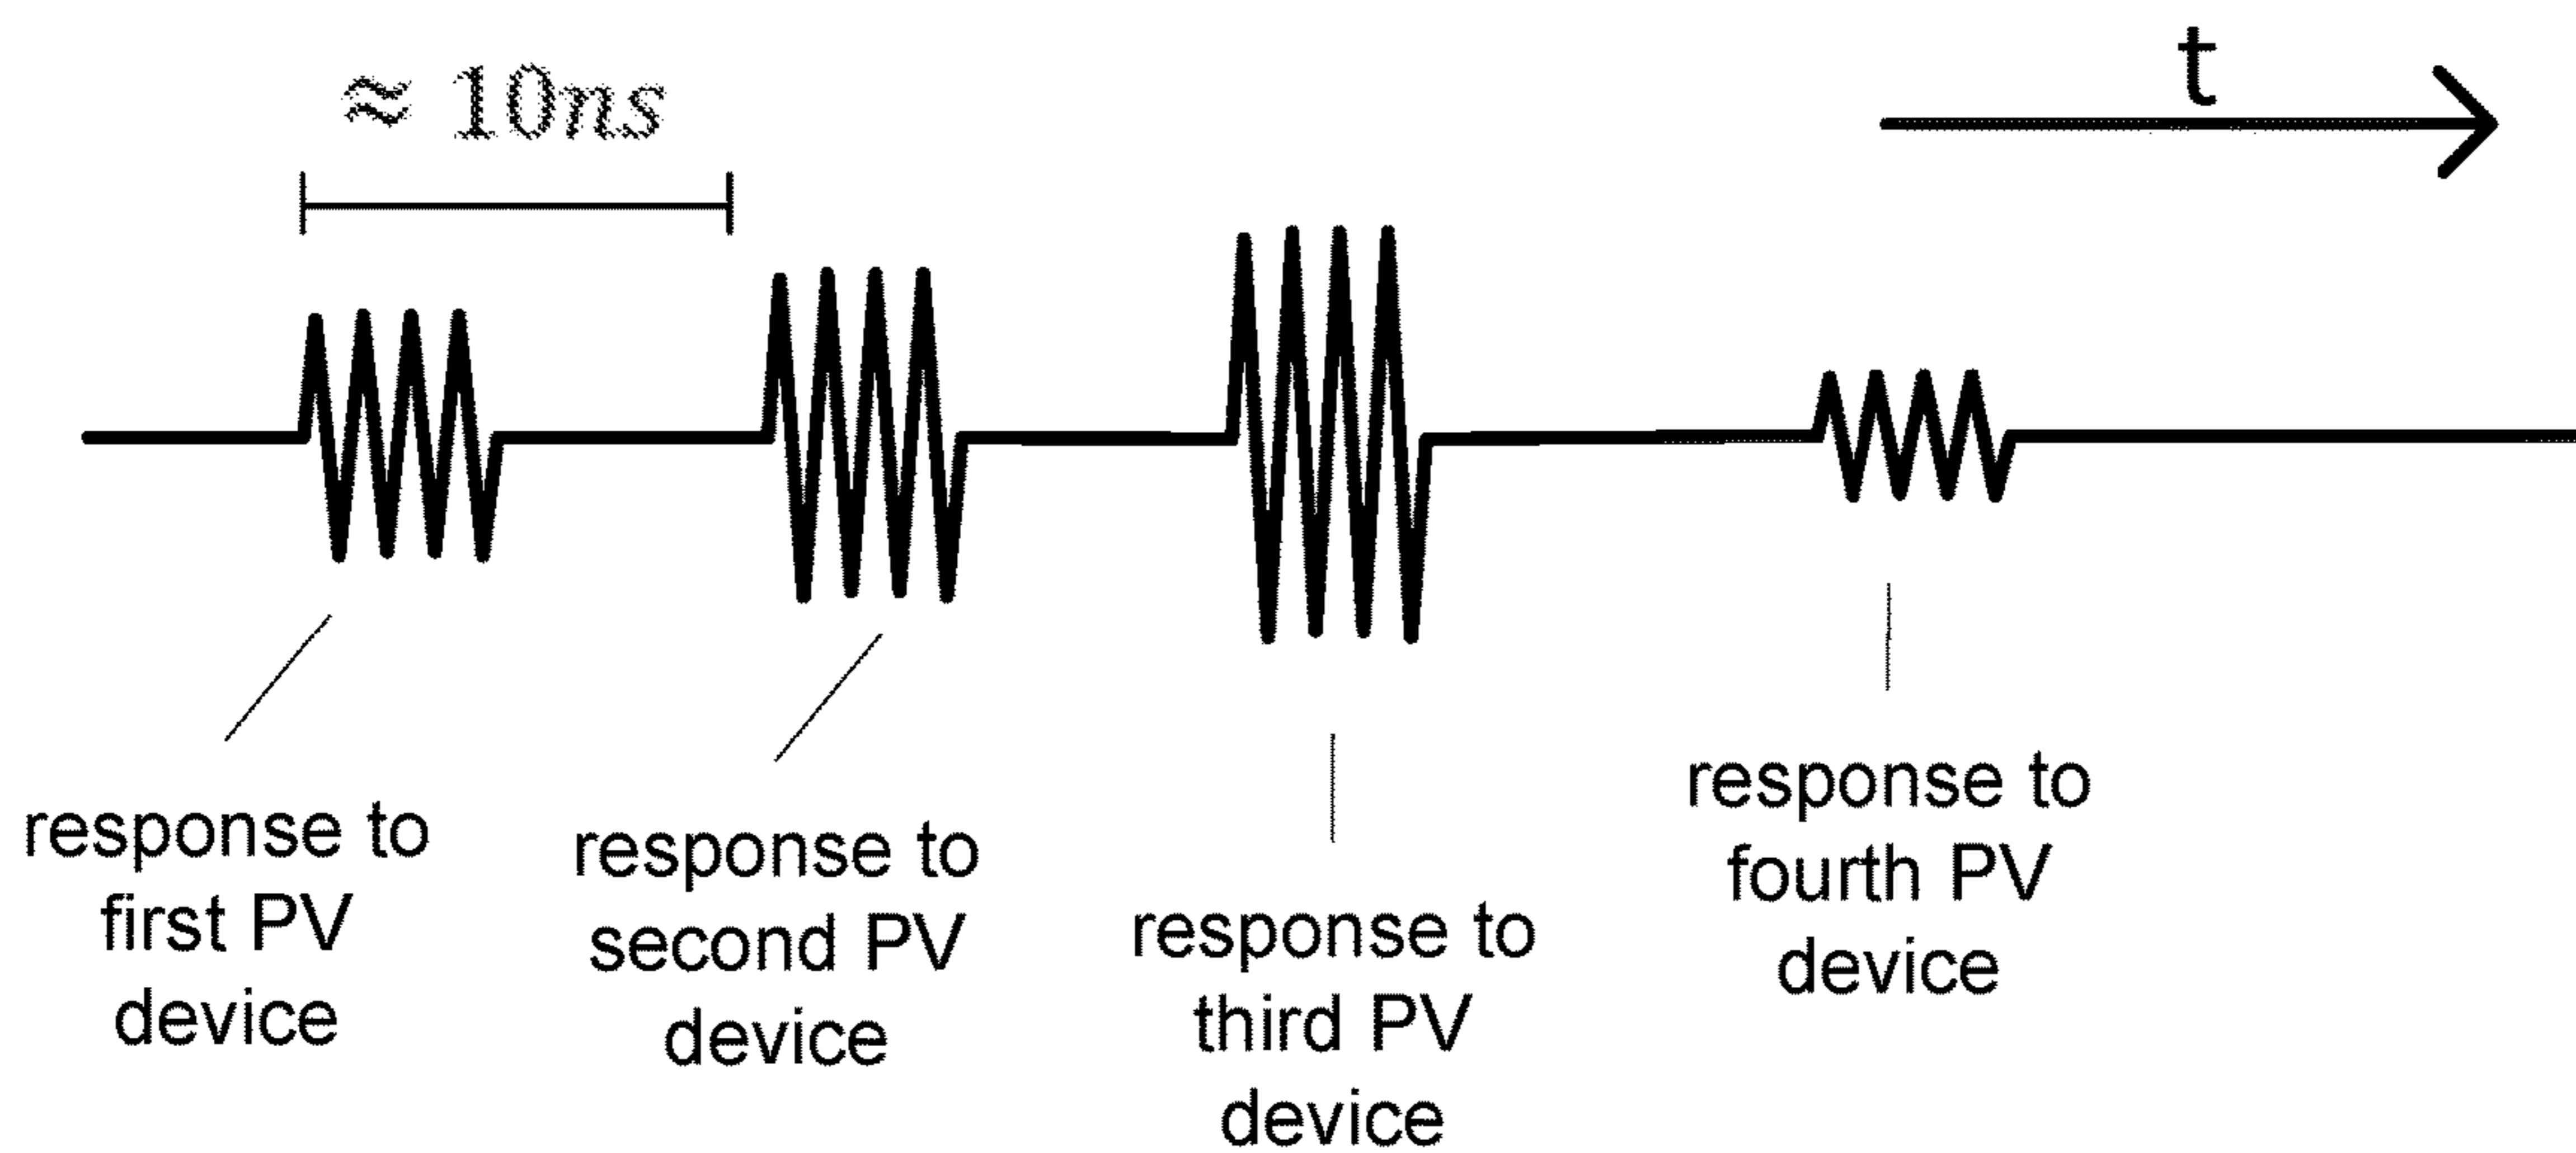 ≈ 10ns
t
response to
first PV
device
response to
second PV
device
response to
third PV
device
response to
fourth PV
device